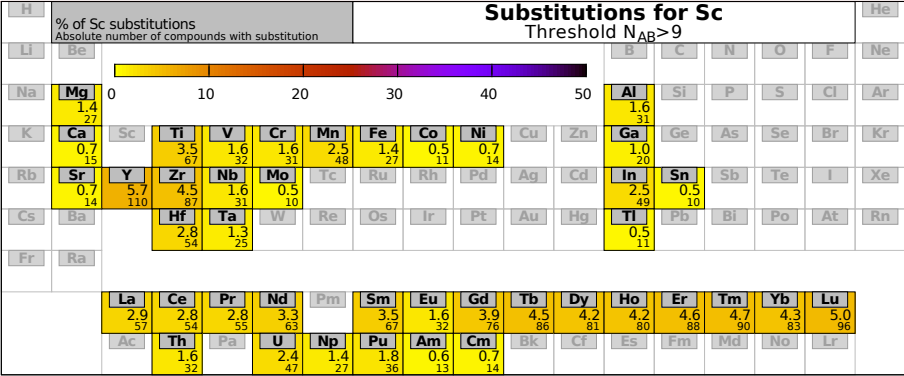 H
% of Sc substitutions
Absolute number of compounds with substitution
Substitutions for Sc
Threshold N_AB>9
He
Li Be B C N O F Ne
0 10 20 30 40 50
Na Mg Al Si P S Cl Ar
1.4 1.6
27 31
K Ca Sc Ti V Cr Mn Fe Co Ni Cu Zn Ga Ge As Se Br Kr
0.7 3.5 1.6 1.6 2.5 1.4 0.5 0.7 1.0
15 67 32 31 48 27 11 14 20
Rb Sr Y Zr Nb Mo Tc Ru Rh Pd Ag Cd In Sn Sb Te I Xe
0.7 5.7 4.5 1.6 0.5 2.5 0.5
14 110 87 31 10 49 10
Cs Ba Hf Ta W Re Os Ir Pt Au Hg Tl Pb Bi Po At Rn
2.8 1.3 0.5
54 25 11
Fr Ra
La Ce Pr Nd Pm Sm Eu Gd Tb Dy Ho Er Tm Yb Lu
2.9 2.8 2.8 3.3 3.5 1.6 3.9 4.5 4.2 4.2 4.6 4.7 4.3 5.0
57 54 55 63 67 32 76 86 81 80 88 90 83 96
Ac Th Pa U Np Pu Am Cm Bk Cf Es Fm Md No Lr
1.6 2.4 1.4 1.8 0.6 0.7
32 47 27 36 13 14